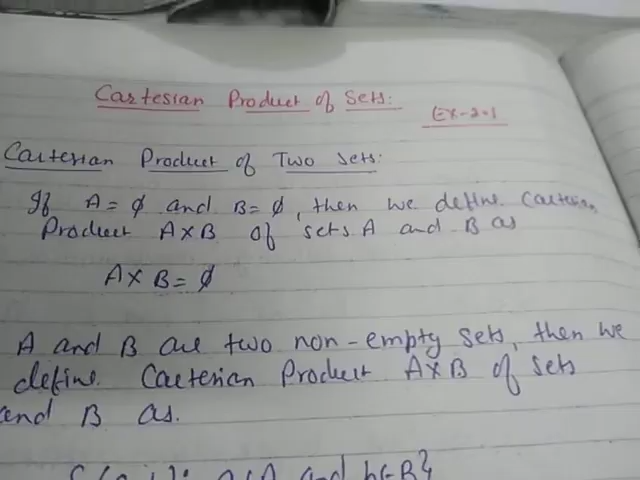 Cartesian Product of Sets:
Ex-2.1
Cartesian Product of Two sets:
If A = ϕ and B = ϕ, then we define Cartesian
Product A×B of sets A and B as
A × B = ϕ
A and B are two non-empty sets, then we
define Cartesian Product A×B of sets
and B as.
: a∈A and b∈B}